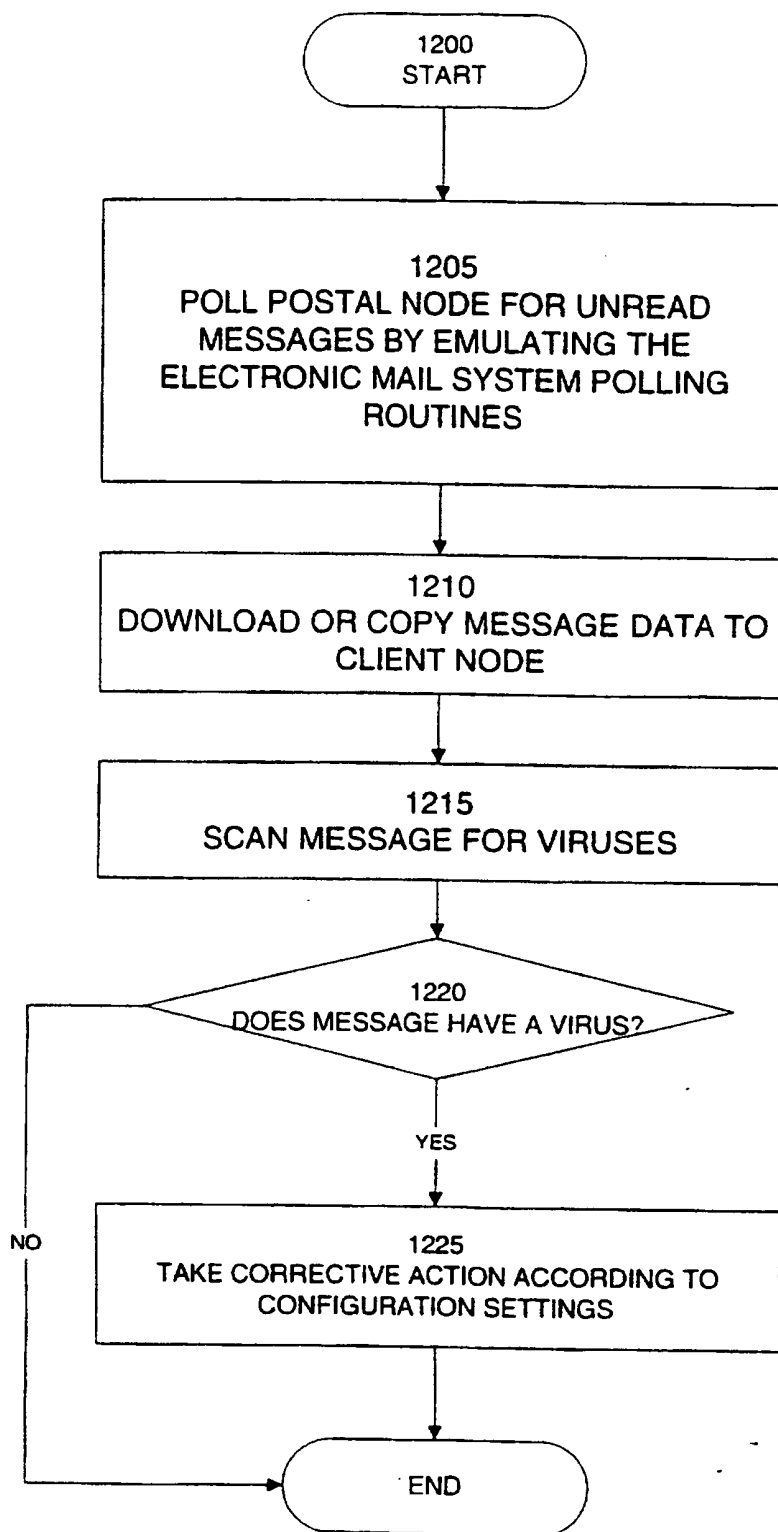 1200
START
1205
POLL POSTAL NODE FOR UNREAD
MESSAGES BY EMULATING THE
ELECTRONIC MAIL SYSTEM POLLING
ROUTINES
1210
DOWNLOAD OR COPY MESSAGE DATA TO
CLIENT NODE
1215
SCAN MESSAGE FOR VIRUSES
1220
DOES MESSAGE HAVE A VIRUS?
YES
NO
1225
TAKE CORRECTIVE ACTION ACCORDING TO
CONFIGURATION SETTINGS
END